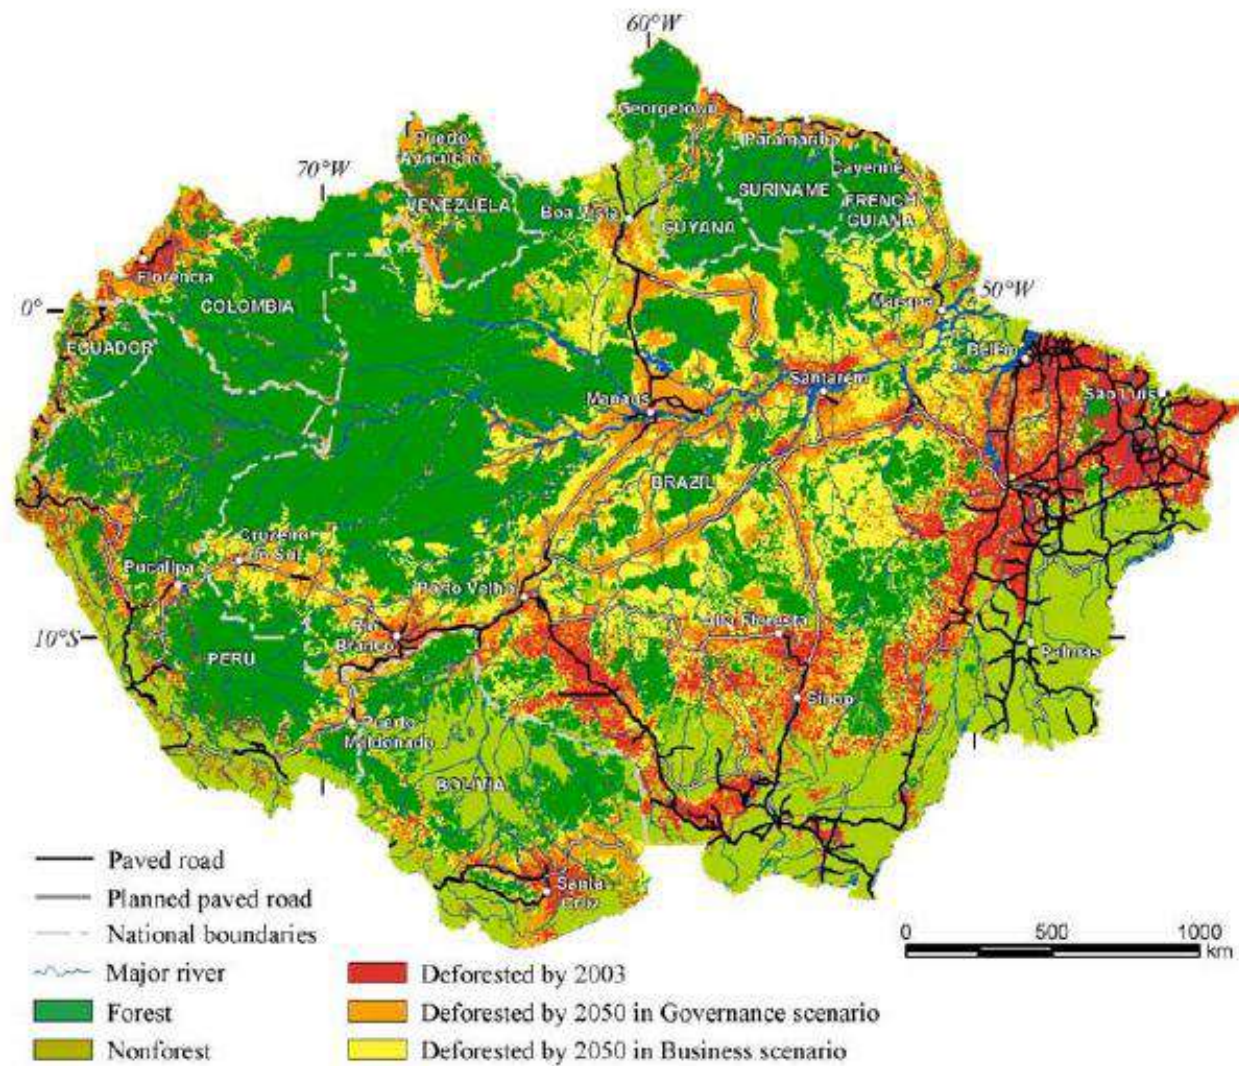 60°W
Georgetown
Puerto
Ayacucho
Paramaribo
70°W
Cayenne
SURINAME
VENEZUELA
FRENCH
Boa Vista
GUYANA
GUIANA
Florencia
50°W
COLOMBIA
Macapa
0°
ECUADOR
Belém
Santarém
Manaus
São Luís
BRAZIL
Cruzeiro
do Sul
Pucallpa
Porto Velho
Rio
Branco
Alta Floresta
10°S
PERU
Palmas
Sinop
Puerto
Maldonado
BOLIVIA
Santa
Cruz
Paved road
Planned paved road
National boundaries
Major river
Forest
Nonforest
Deforested by 2003
Deforested by 2050 in Governance scenario
Deforested by 2050 in Business scenario
0 500 1000
km